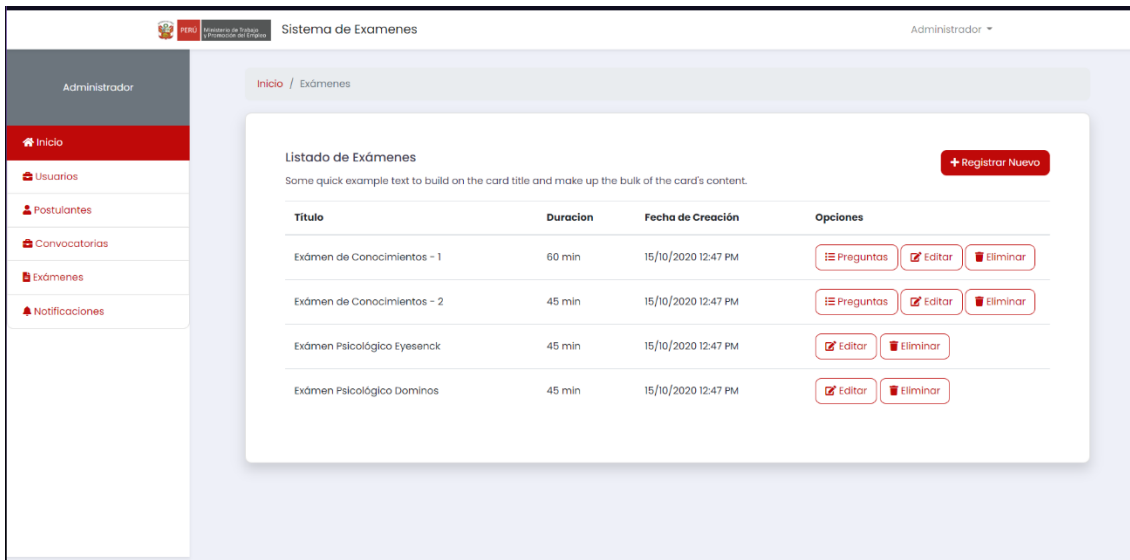 PERÚ Ministerio de Trabajo y Promoción del Empleo Sistema de Examenes Administrador
Administrador
Inicio
Usuarios
Postulantes
Convocatorias
Exámenes
Notificaciones
Inicio / Exámenes
Listado de Exámenes
+ Registrar Nuevo
Some quick example text to build on the card title and make up the bulk of the card's content.
Título Duracion Fecha de Creación Opciones
Exámen de Conocimientos - 1 60 min 15/10/2020 12:47 PM Preguntas Editar Eliminar
Exámen de Conocimientos - 2 45 min 15/10/2020 12:47 PM Preguntas Editar Eliminar
Exámen Psicológico Eyesenck 45 min 15/10/2020 12:47 PM Editar Eliminar
Exámen Psicológico Dominos 45 min 15/10/2020 12:47 PM Editar Eliminar